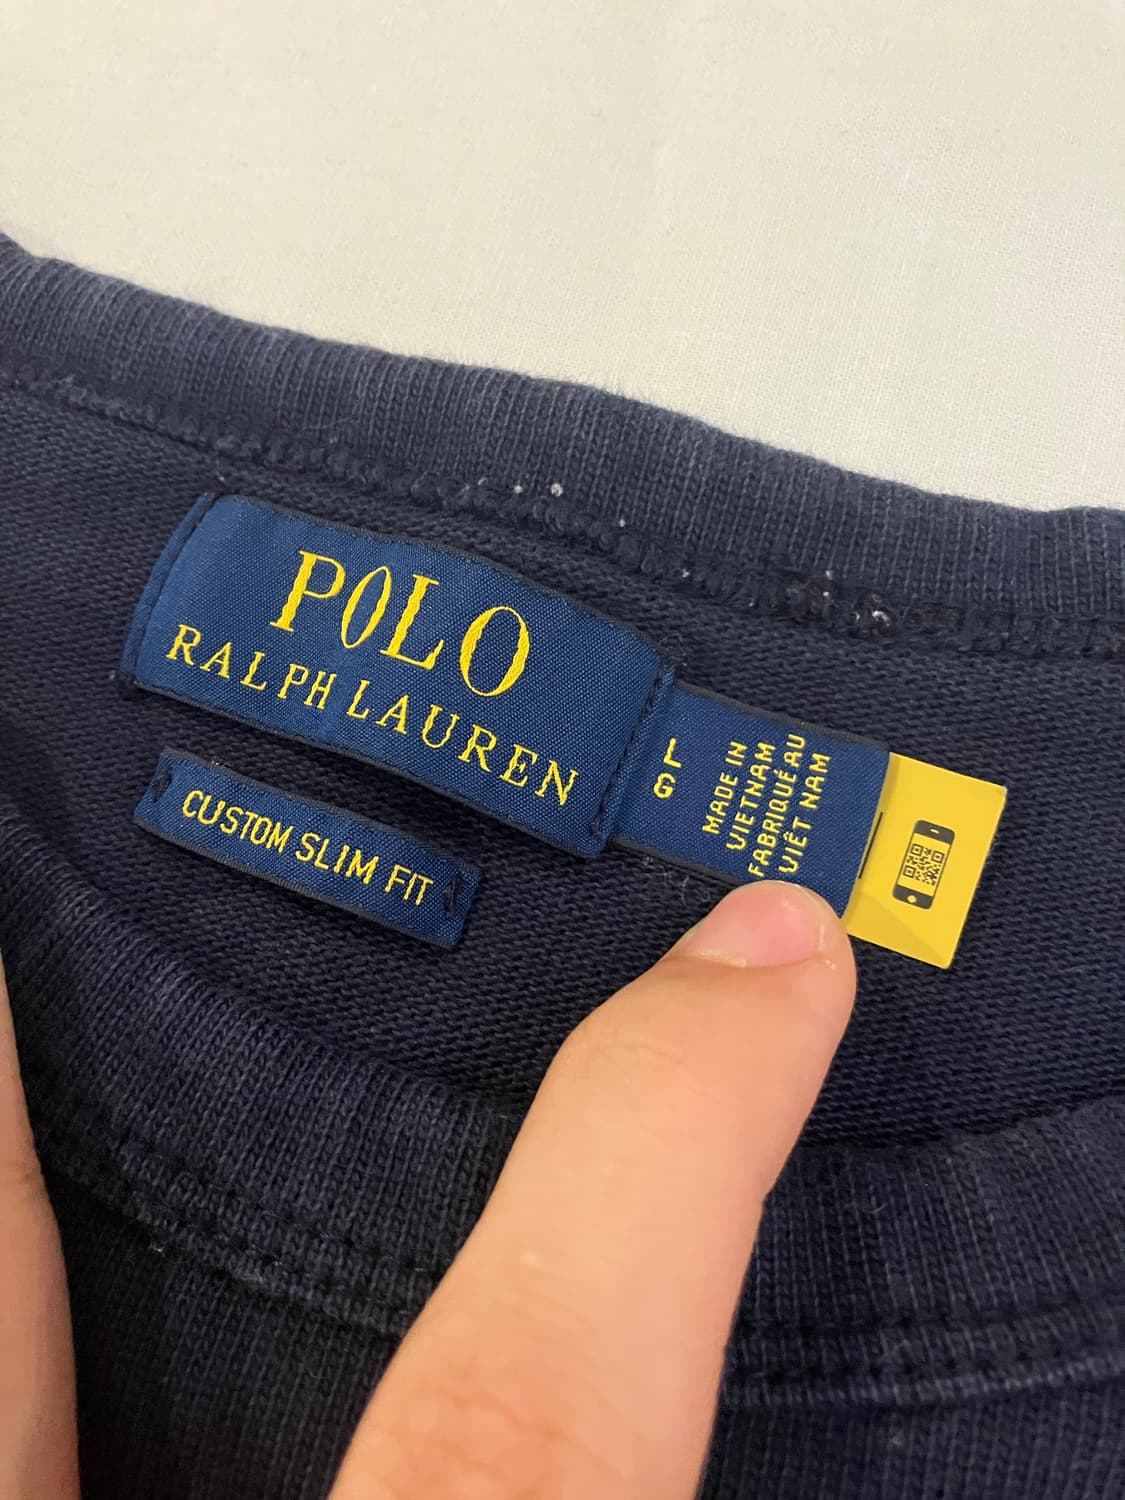 POLO
RALPH LAUREN
CUSTOM SLIM FIT
L
G
MADE IN
VIETNAM
FABRIQUÉ AU
VIÊT NAM